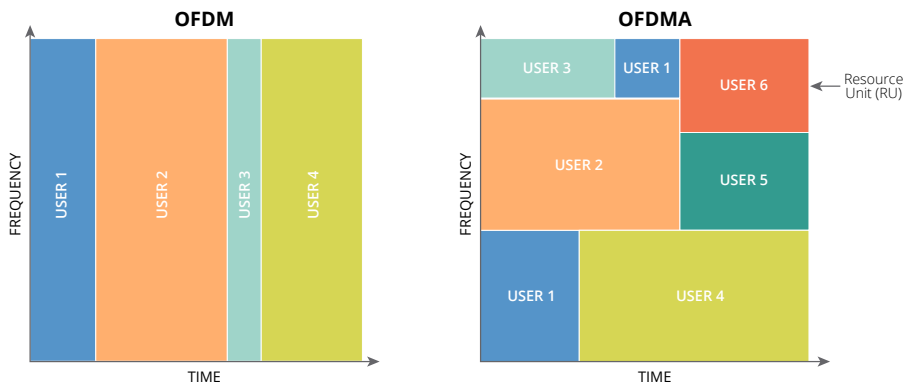 OFDM
FREQUENCY
USER 1
USER 2
USER 3
USER 4
TIME
OFDMA
FREQUENCY
USER 3
USER 1
USER 6
USER 2
USER 5
USER 1
USER 4
TIME
Resource
Unit (RU)